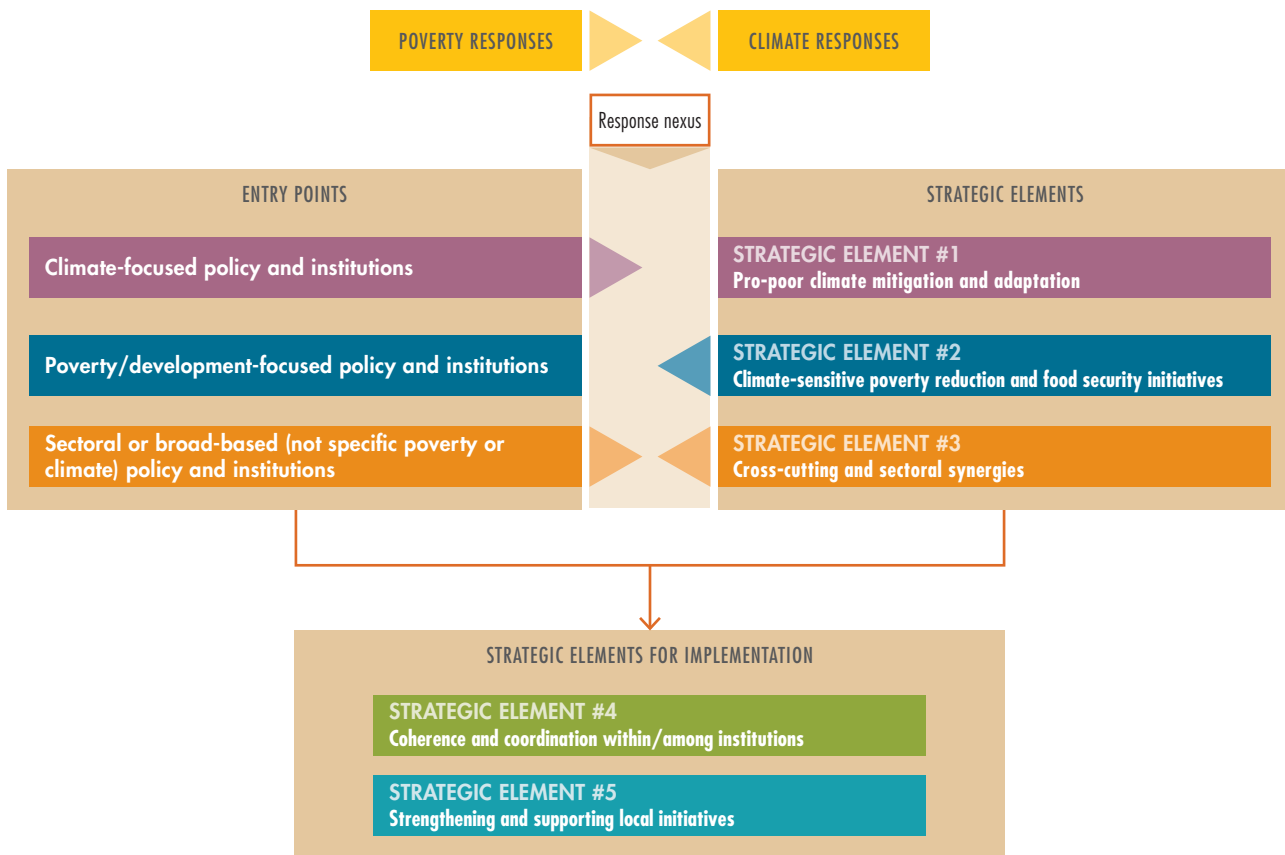 POVERTY RESPONSES
CLIMATE RESPONSES
Response nexus
ENTRY POINTS
Climate-focused policy and institutions
Poverty/development-focused policy and institutions
Sectoral or broad-based (not specific poverty or
climate) policy and institutions
STRATEGIC ELEMENTS
STRATEGIC ELEMENT #1
Pro-poor climate mitigation and adaptation
STRATEGIC ELEMENT #2
Climate-sensitive poverty reduction and food security initiatives
STRATEGIC ELEMENT #3
Cross-cutting and sectoral synergies
STRATEGIC ELEMENTS FOR IMPLEMENTATION
STRATEGIC ELEMENT #4
Coherence and coordination within/among institutions
STRATEGIC ELEMENT #5
Strengthening and supporting local initiatives